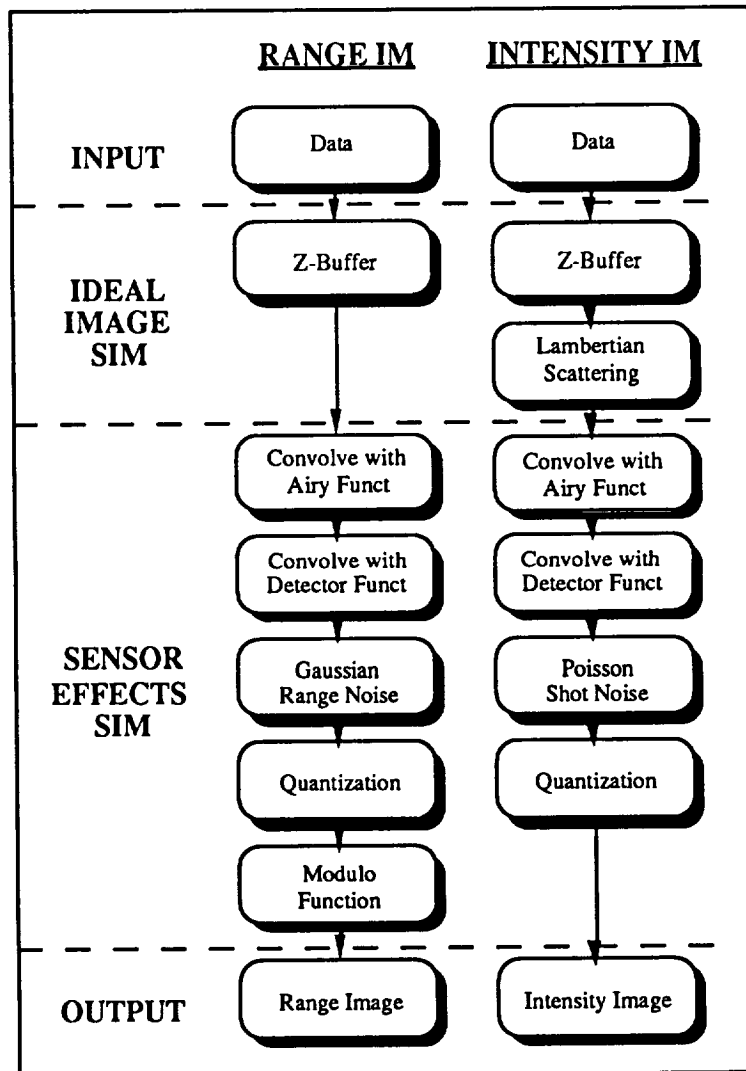 RANGE IM INTENSITY IM
INPUT
Data Data
IDEAL
IMAGE
SIM
Z-Buffer Z-Buffer
Lambertian
Scattering
SENSOR
EFFECTS
SIM
Convolve with
Airy Funct
Convolve with
Airy Funct
Convolve with
Detector Funct
Convolve with
Detector Funct
Gaussian
Range Noise
Poisson
Shot Noise
Quantization Quantization
Modulo
Function
OUTPUT
Range Image Intensity Image